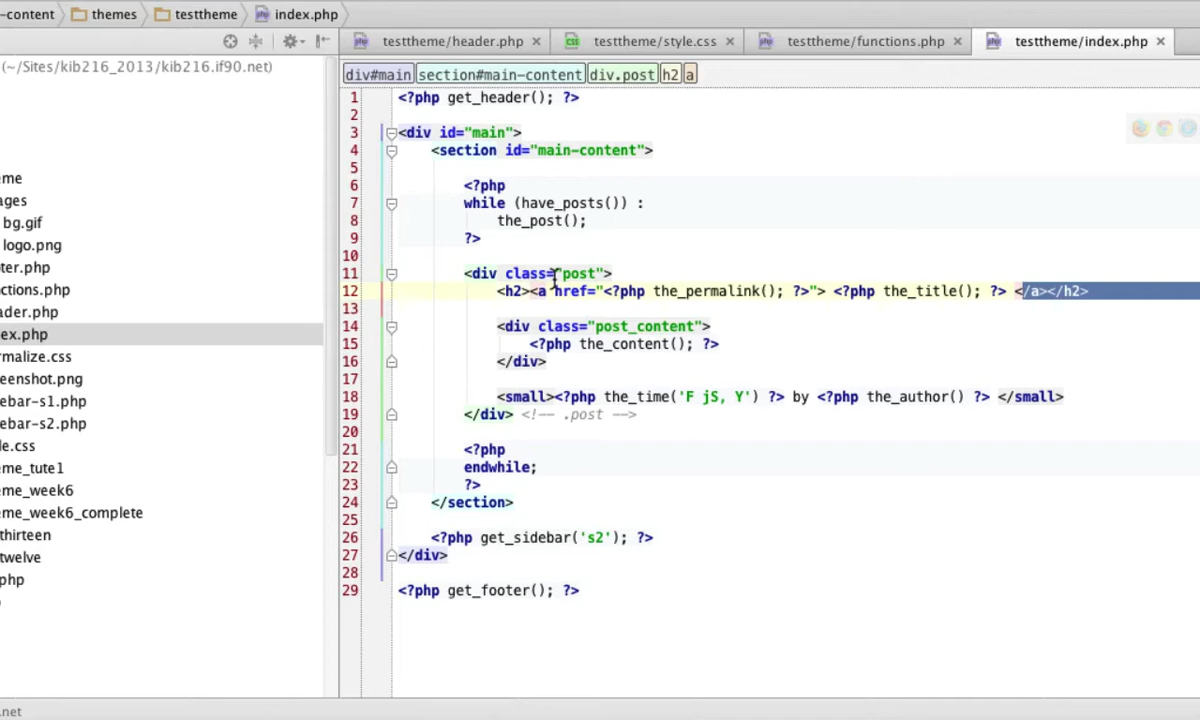 -content themes testtheme index.php
(~/Sites/kib216_2013/kib216.if90.net)
testtheme/header.php testtheme/style.css testtheme/functions.php testtheme/index.php
div#main section#main-content div.post h2 a
eme
ages
bg.gif
logo.png
oter.php
ctions.php
ader.php
ex.php
rmalize.css
eenshot.png
ebar-s1.php
ebar-s2.php
le.css
eme_tute1
eme_week6
eme_week6_complete
thirteen
twelve
.php
1 <?php get_header(); ?>
2
3 <div id="main">
4 <section id="main-content">
5
6 <?php
7 while (have_posts()) :
8 the_post();
9 ?>
10
11 <div class="post">
12 <h2><a href="<?php the_permalink(); ?>"> <?php the_title(); ?> </a></h2>
13
14 <div class="post_content">
15 <?php the_content(); ?>
16 </div>
17
18 <small><?php the_time('F jS, Y') ?> by <?php the_author() ?> </small>
19 </div> <!-- .post -->
20
21 <?php
22 endwhile;
23 ?>
24 </section>
25
26 <?php get_sidebar('s2'); ?>
27 </div>
28
29 <?php get_footer(); ?>
.net